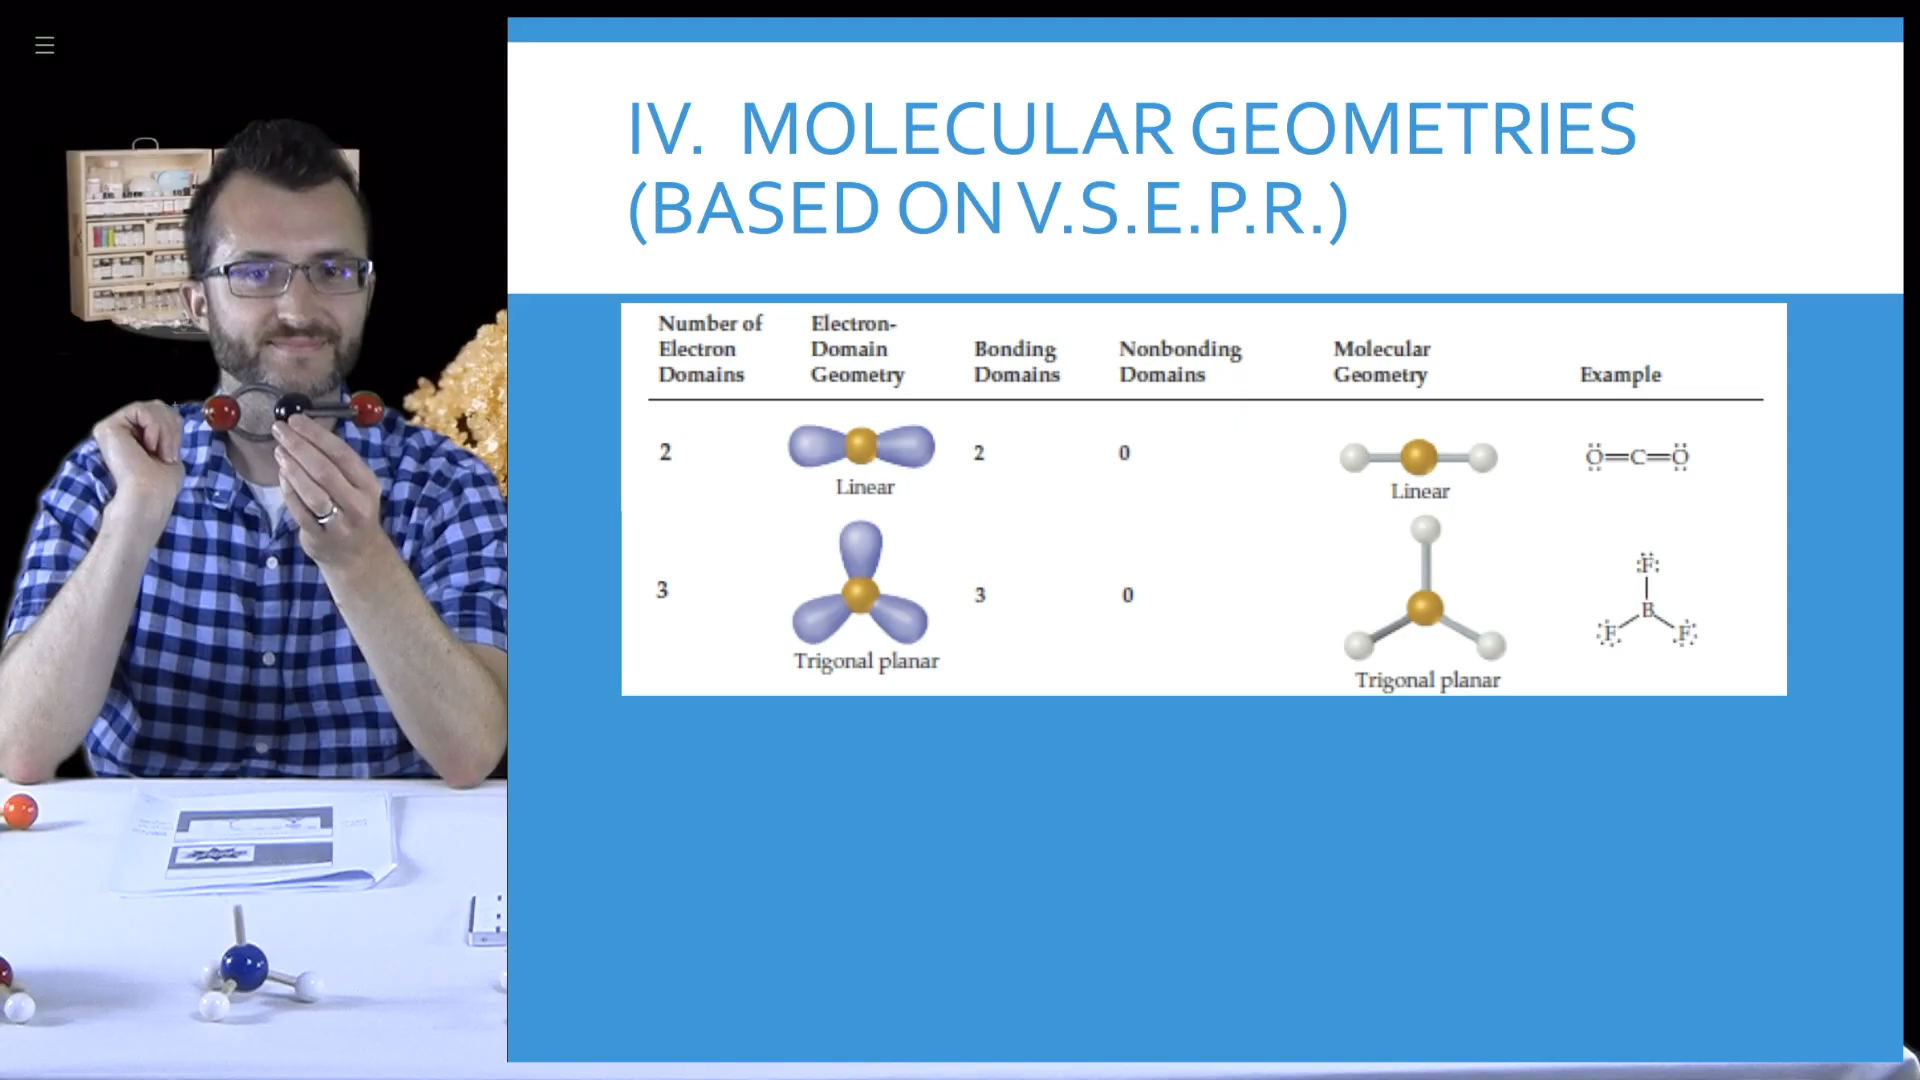 IV. MOLECULAR GEOMETRIES
(BASED ON V.S.E.P.R.)
Number of Electron Domains
Electron-Domain Geometry
Bonding Domains
Nonbonding Domains
Molecular Geometry
Example
2
Linear
2
0
Linear
O=C=O
3
Trigonal planar
3
0
Trigonal planar
F
B
F
F